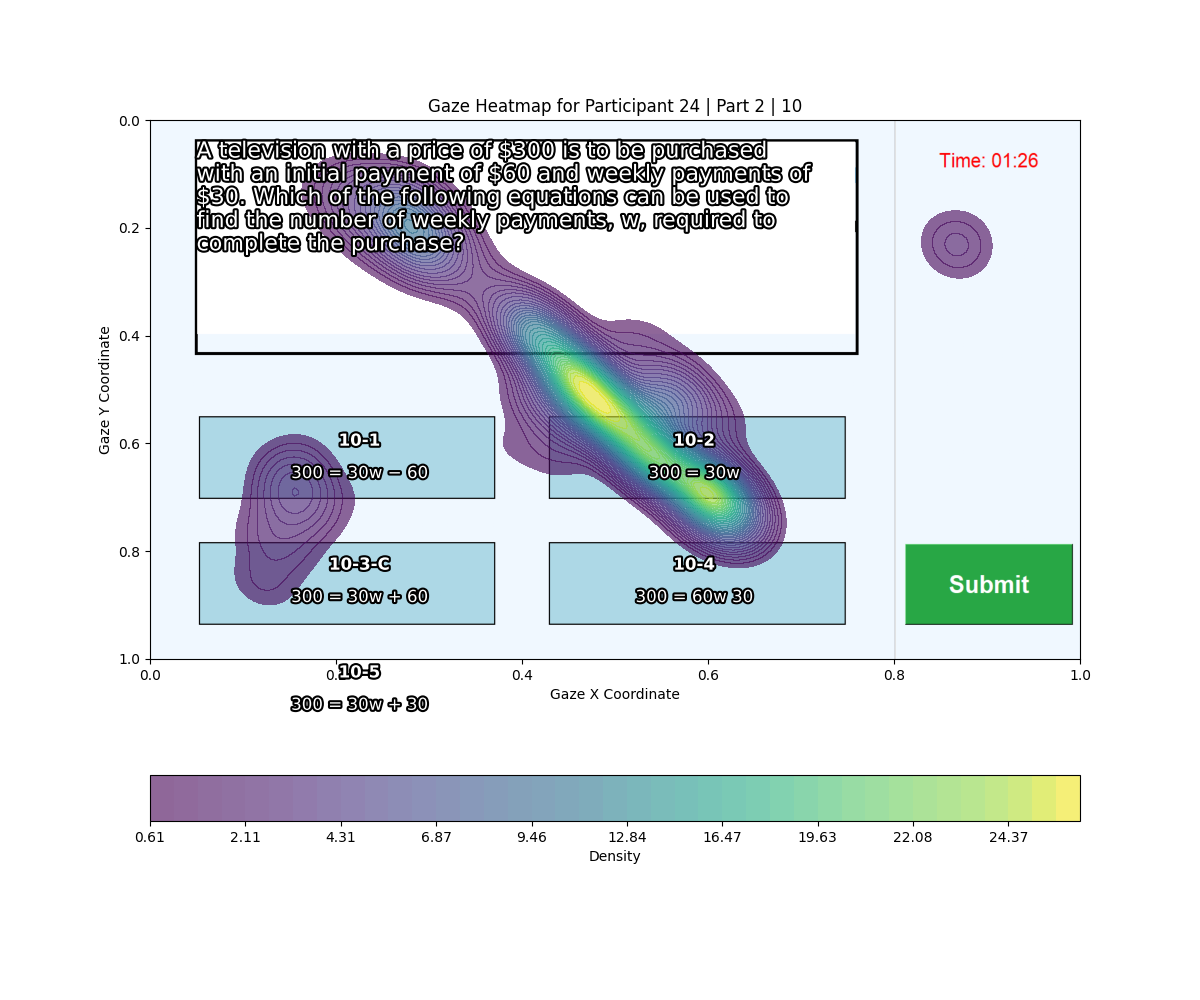 Gaze Heatmap for Participant 24 | Part 2 | 10
0.0
0.2
0.4
0.6
0.8
1.0
Gaze Y Coordinate
A television with a price of $300 is to be purchased
with an initial payment of $60 and weekly payments of
$30. Which of the following equations can be used to
find the number of weekly payments, w, required to
complete the purchase?
Time: 01:26
10-1
300 = 30w − 60
10-2
300 = 30w
10-3-C
300 = 30w + 60
10-4
300 = 60w 30
Submit
10-5
300 = 30w + 30
0.0
0.2
0.4
0.6
0.8
1.0
Gaze X Coordinate
0.61
2.11
4.31
6.87
9.46
12.84
16.47
19.63
22.08
24.37
Density